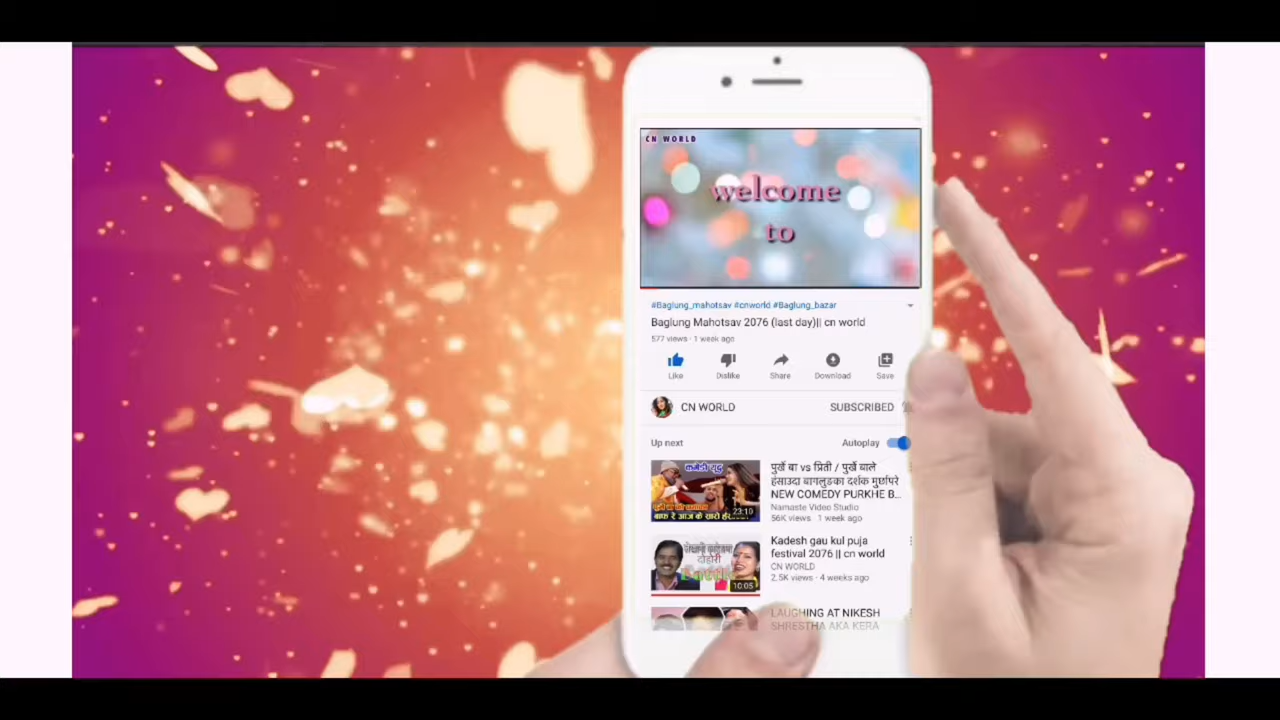 CN WORLD
welcome
to
#Baglung_mahotsav #cnworld #Baglung_bazar
Baglung Mahotsav 2076 (last day)|| cn world
577 views · 1 week ago
Like
Dislike
Share
Download
Save
CN WORLD
SUBSCRIBED
Up next
Autoplay
कमेडी
23:10
पुर्खे बा vs प्रिती / पुर्खे बाले
हंसाउदा बागलुङका दर्शक मुर्छापरे
NEW COMEDY PURKHE B...
Namaste Video Studio
56K views · 1 week ago
दोहोरी
10:05
Kadesh gau kul puja
festival 2076 || cn world
CN WORLD
2.5K views · 4 weeks ago
LAUGHING AT NIKESH
SHRESTHA AKA KERA